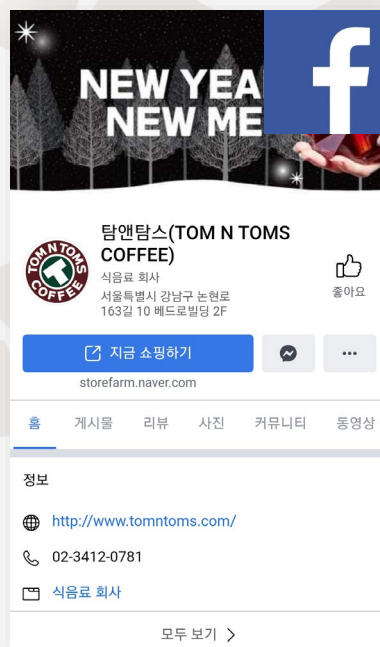 NEW YEA
NEW ME
f
TOM N TOMS
COFFEE
탐앤탐스(TOM N TOMS
COFFEE)
식음료 회사
서울특별시 강남구 논현로
163길 10 베드로빌딩 2F
좋아요
지금 쇼핑하기
storefarm.naver.com
홈 게시물 리뷰 사진 커뮤니티 동영상
정보
http://www.tomntoms.com/
02-3412-0781
식음료 회사
모두 보기